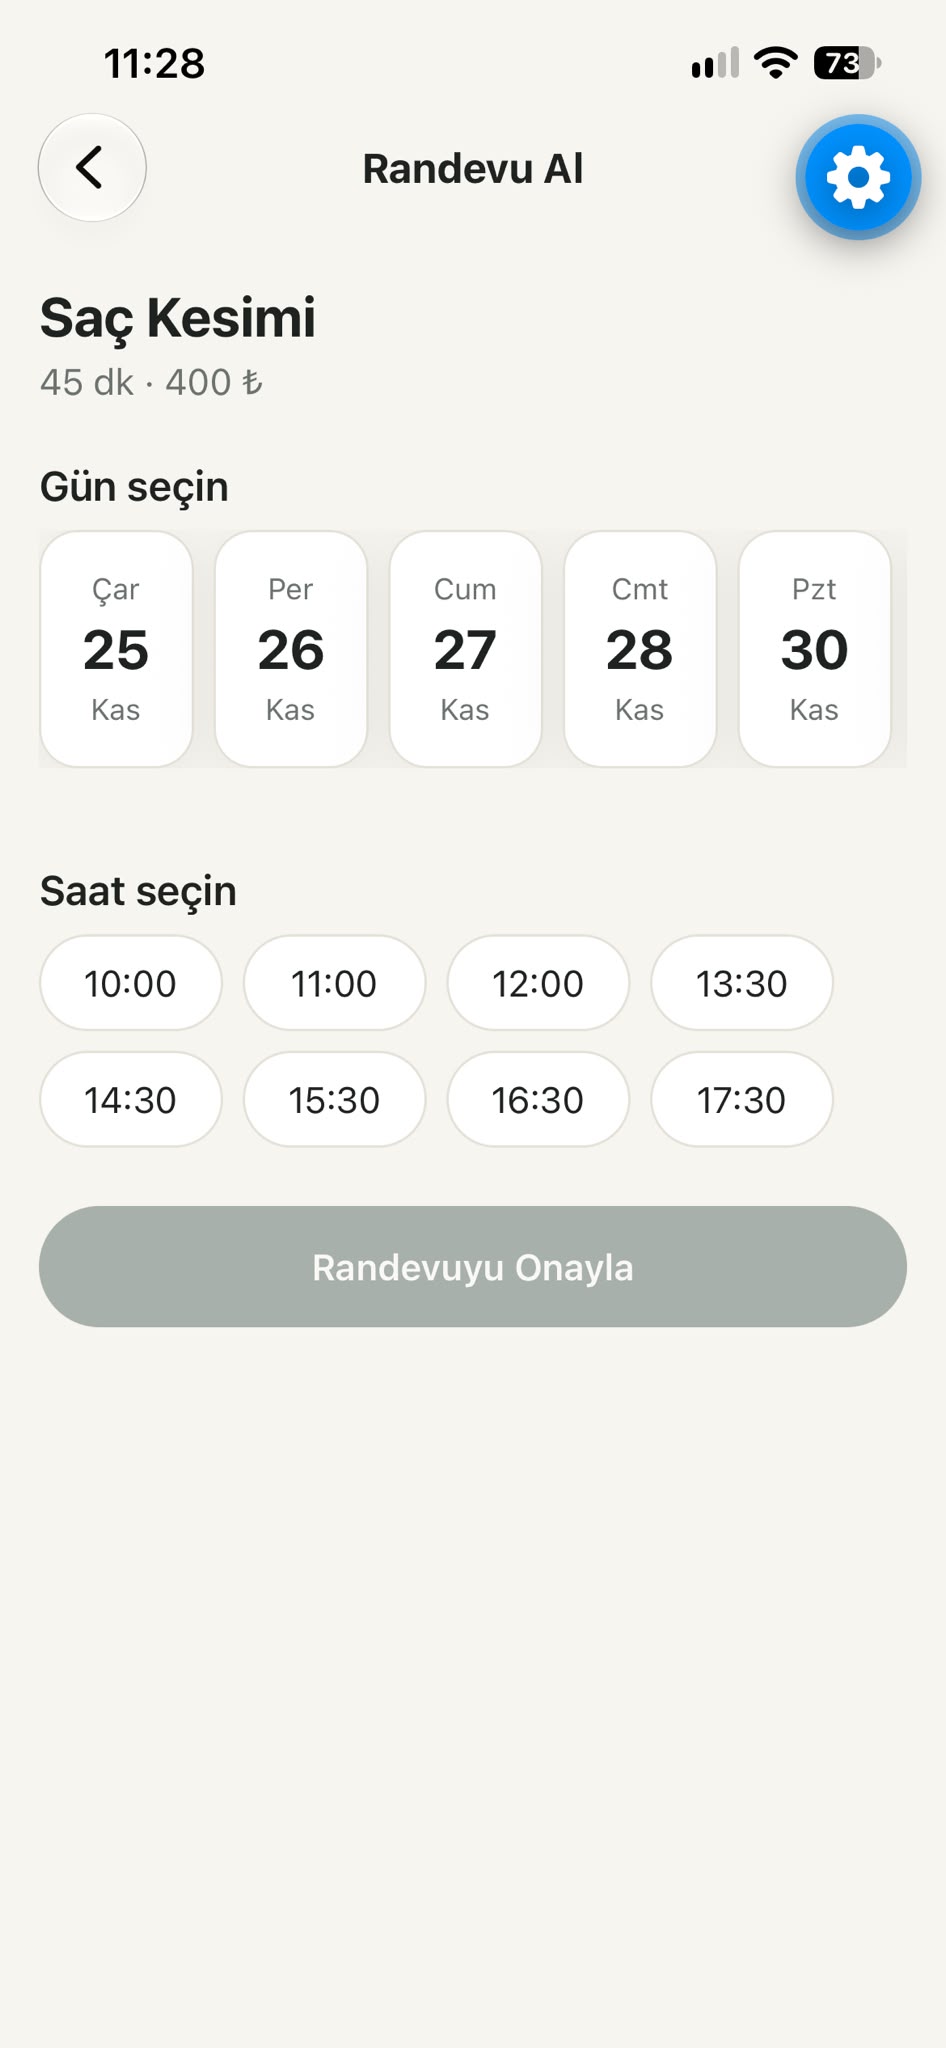 11:28
73
Randevu Al
Saç Kesimi
45 dk · 400 ₺
Gün seçin
Çar Per Cum Cmt Pzt
25 26 27 28 30
Kas Kas Kas Kas Kas
Saat seçin
10:00 11:00 12:00 13:30
14:30 15:30 16:30 17:30
Randevuyu Onayla